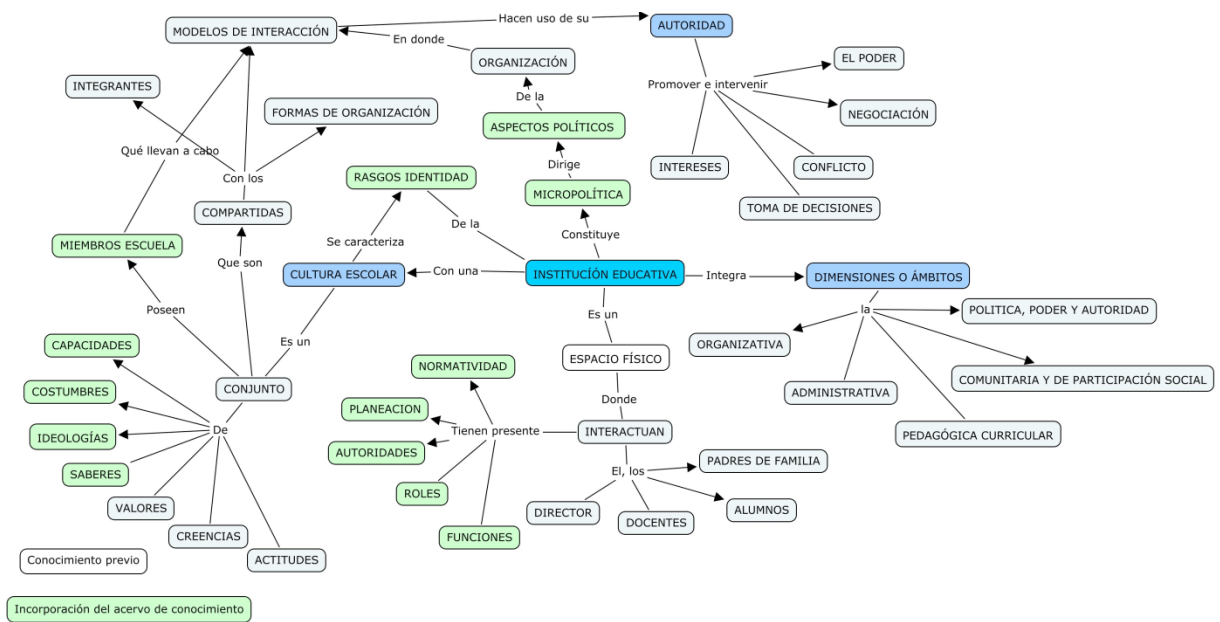 Hacen uso de su
AUTORIDAD
MODELOS DE INTERACCIÓN
En donde
ORGANIZACIÓN
EL PODER
Promover e intervenir
INTEGRANTES
De la
FORMAS DE ORGANIZACIÓN
NEGOCIACIÓN
ASPECTOS POLÍTICOS
Qué llevan a cabo
Dirige
INTERESES
CONFLICTO
Con los
RASGOS IDENTIDAD
MICROPOLÍTICA
TOMA DE DECISIONES
COMPARTIDAS
De la
Constituye
MIEMBROS ESCUELA
Se caracteriza
Que son
CULTURA ESCOLAR
Con una
INSTITUCÍÓN EDUCATIVA
Integra
DIMENSIONES O ÁMBITOS
Poseen
Es un
la
POLITICA, PODER Y AUTORIDAD
Es un
CAPACIDADES
ORGANIZATIVA
ESPACIO FÍSICO
NORMATIVIDAD
COMUNITARIA Y DE PARTICIPACIÓN SOCIAL
COSTUMBRES
CONJUNTO
ADMINISTRATIVA
Donde
PLANEACION
De
Tienen presente
INTERACTUAN
IDEOLOGÍAS
PEDAGÓGICA CURRICULAR
AUTORIDADES
PADRES DE FAMILIA
SABERES
El, los
ROLES
VALORES
DIRECTOR
ALUMNOS
DOCENTES
CREENCIAS
FUNCIONES
Conocimiento previo
ACTITUDES
Incorporación del acervo de conocimiento